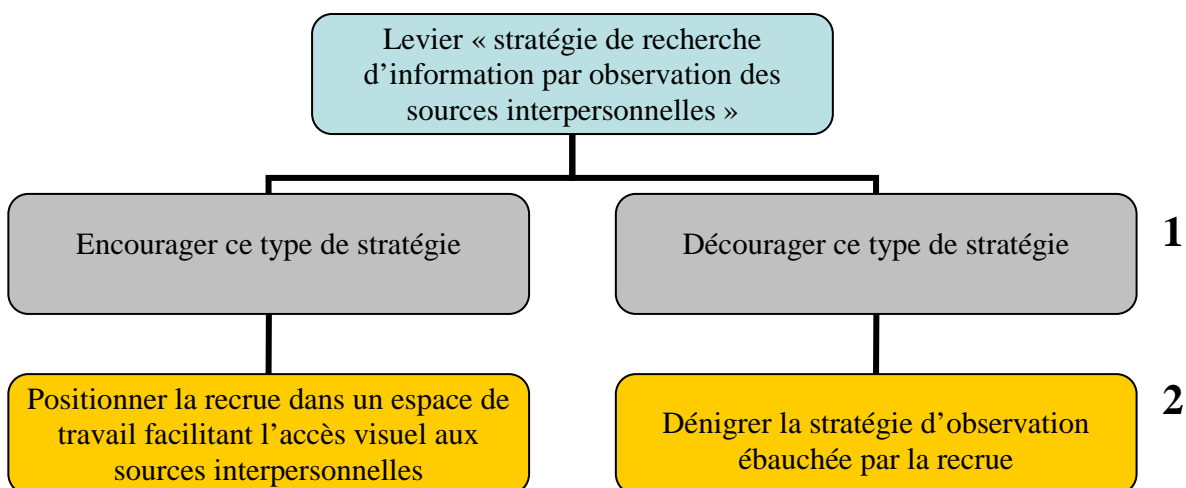 Levier « stratégie de recherche
d’information par observation des
sources interpersonnelles »
Encourager ce type de stratégie
Décourager ce type de stratégie
1
Positionner la recrue dans un espace de
travail facilitant l’accès visuel aux
sources interpersonnelles
Dénigrer la stratégie d’observation
ébauchée par la recrue
2